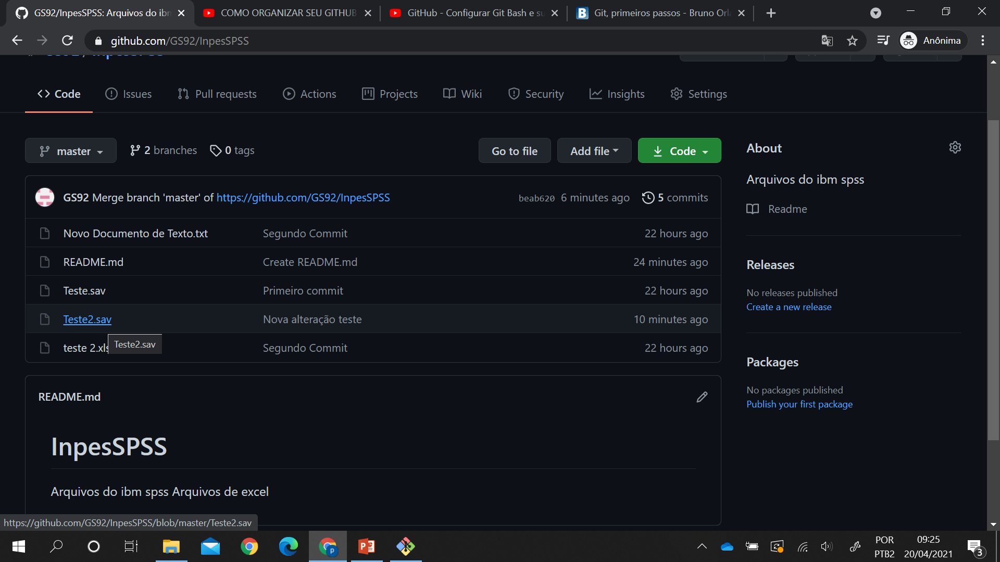 GS92/InpesSPSS: Arquivos do ibm
COMO ORGANIZAR SEU GITHUB
GitHub - Configurar Git Bash e su
Git, primeiros passos - Bruno Orla
github.com/GS92/InpesSPSS
Anônima
Code
Issues
Pull requests
Actions
Projects
Wiki
Security
Insights
Settings
master
2 branches
0 tags
Go to file
Add file
Code
GS92 Merge branch 'master' of https://github.com/GS92/InpesSPSS
beab620 6 minutes ago
5 commits
Novo Documento de Texto.txt Segundo Commit 22 hours ago
README.md Create README.md 24 minutes ago
Teste.sav Primeiro commit 22 hours ago
Teste2.sav Nova alteração teste 10 minutes ago
Teste2.sav
teste 2.xls Segundo Commit 22 hours ago
README.md
InpesSPSS
Arquivos do ibm spss Arquivos de excel
About
Arquivos do ibm spss
Readme
Releases
No releases published
Create a new release
Packages
No packages published
Publish your first package
https://github.com/GS92/InpesSPSS/blob/master/Teste2.sav
POR
PTB2
09:25
20/04/2021
3